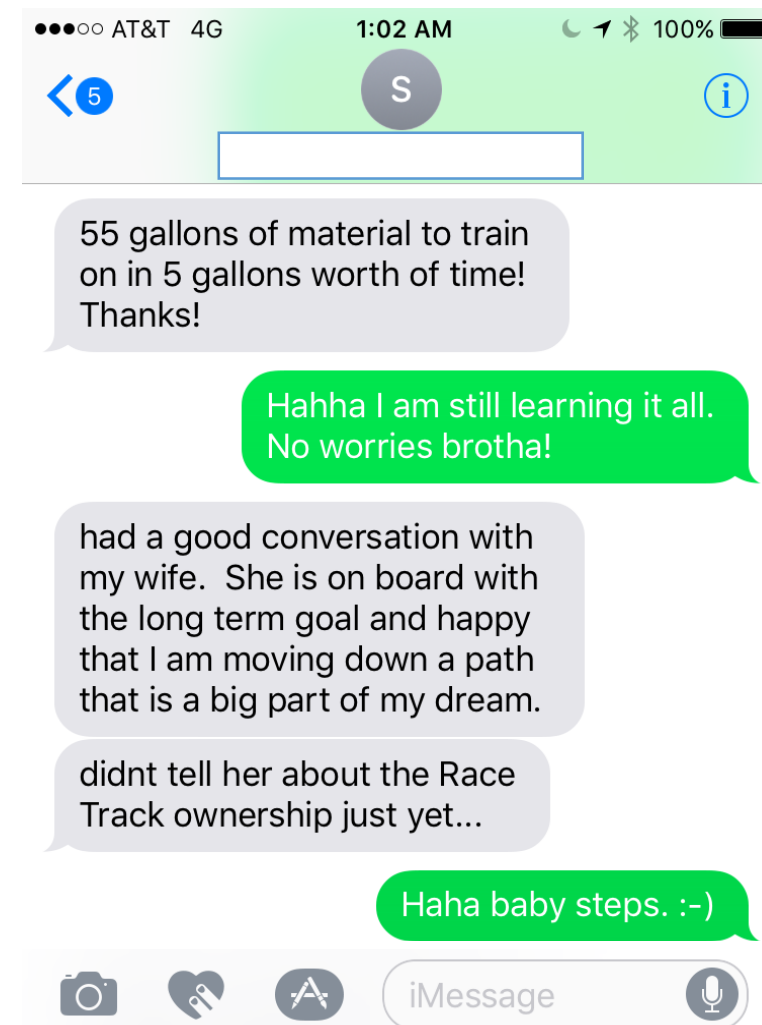 AT&T 4G 1:02 AM 100%
5 S i
55 gallons of material to train
on in 5 gallons worth of time!
Thanks!
Hahha I am still learning it all.
No worries brotha!
had a good conversation with
my wife.  She is on board with
the long term goal and happy
that I am moving down a path
that is a big part of my dream.
didnt tell her about the Race
Track ownership just yet...
Haha baby steps. :-)
iMessage